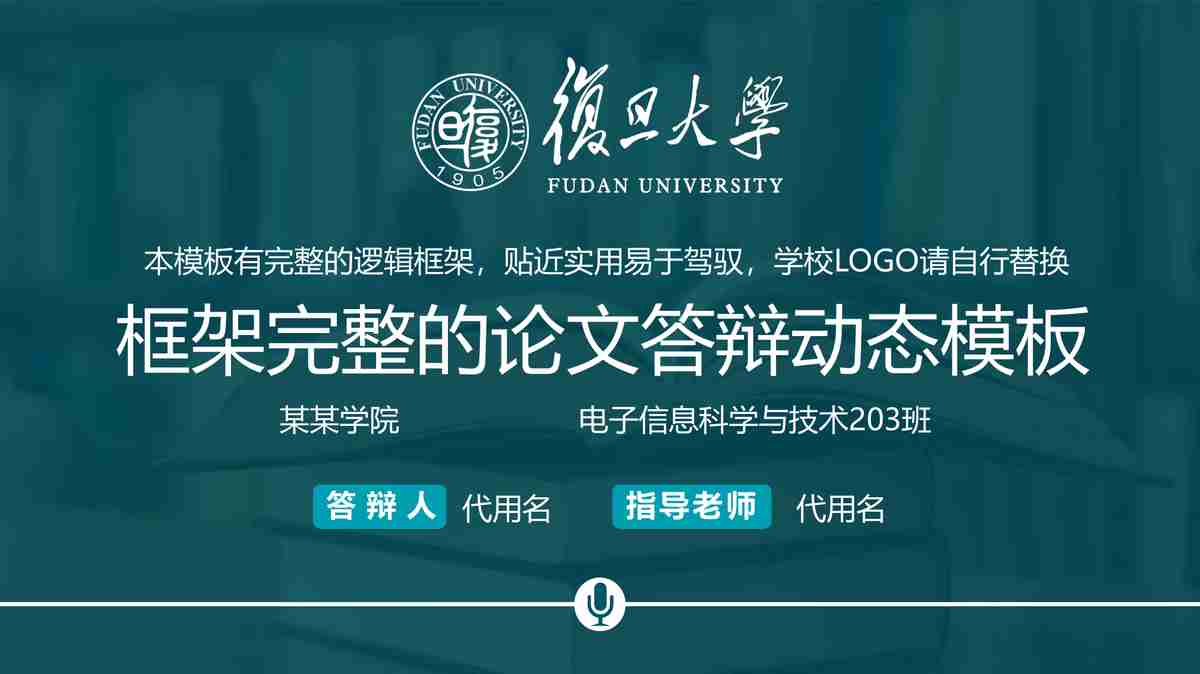 FUDAN UNIVERSITY
1905
復旦大學
FUDAN UNIVERSITY
本模板有完整的逻辑框架，贴近实用易于驾驭，学校LOGO请自行替换
框架完整的论文答辩动态模板
某某学院 电子信息科学与技术203班
答辩人 代用名 指导老师 代用名